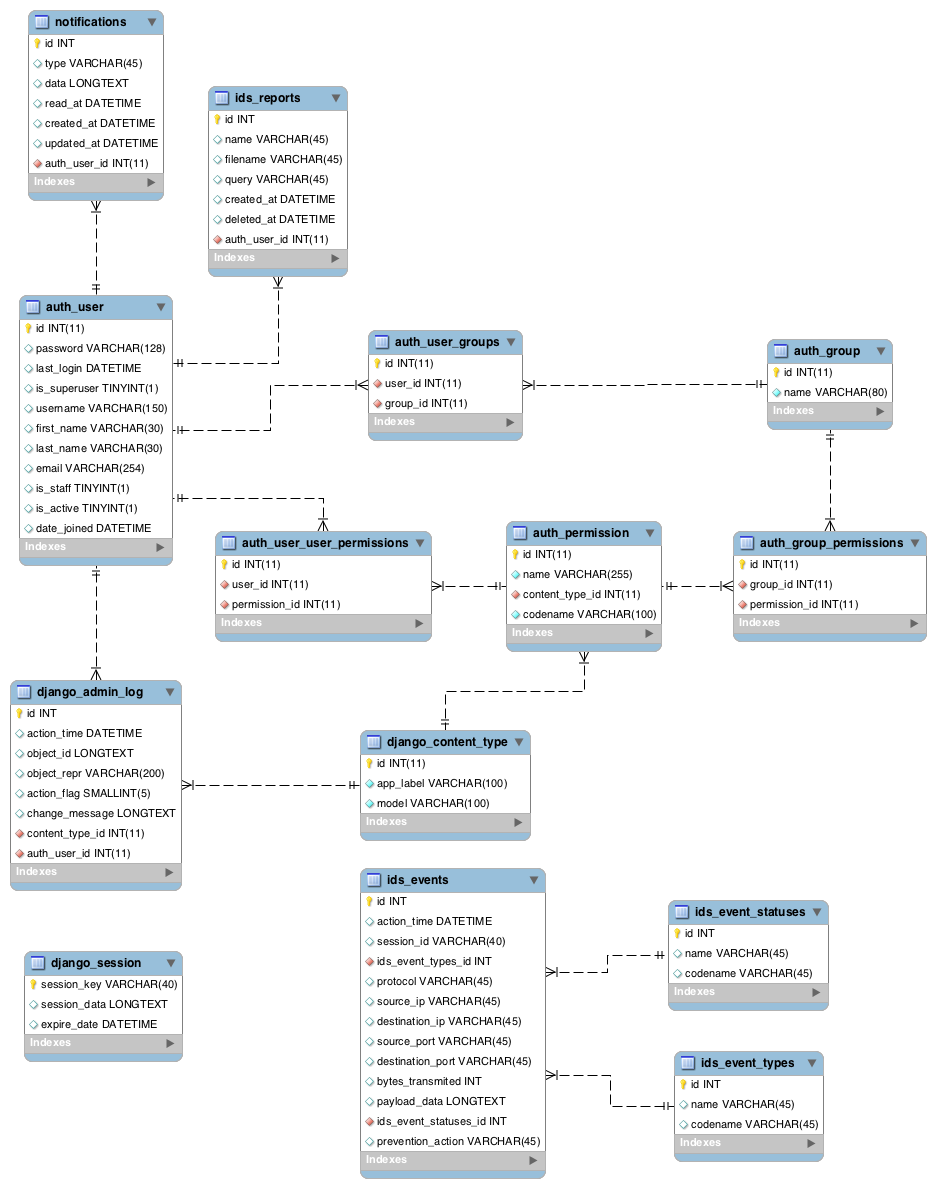 notifications
id INT
type VARCHAR(45)
data LONGTEXT
read_at DATETIME
created_at DATETIME
updated_at DATETIME
auth_user_id INT(11)
Indexes
ids_reports
id INT
name VARCHAR(45)
filename VARCHAR(45)
query VARCHAR(45)
created_at DATETIME
deleted_at DATETIME
auth_user_id INT(11)
Indexes
auth_user
id INT(11)
password VARCHAR(128)
last_login DATETIME
is_superuser TINYINT(1)
username VARCHAR(150)
first_name VARCHAR(30)
last_name VARCHAR(30)
email VARCHAR(254)
is_staff TINYINT(1)
is_active TINYINT(1)
date_joined DATETIME
Indexes
auth_user_groups
id INT(11)
user_id INT(11)
group_id INT(11)
Indexes
auth_group
id INT(11)
name VARCHAR(80)
Indexes
auth_user_user_permissions
id INT(11)
user_id INT(11)
permission_id INT(11)
Indexes
auth_permission
id INT(11)
name VARCHAR(255)
content_type_id INT(11)
codename VARCHAR(100)
Indexes
auth_group_permissions
id INT(11)
group_id INT(11)
permission_id INT(11)
Indexes
django_admin_log
id INT
action_time DATETIME
object_id LONGTEXT
object_repr VARCHAR(200)
action_flag SMALLINT(5)
change_message LONGTEXT
content_type_id INT(11)
auth_user_id INT(11)
Indexes
django_content_type
id INT(11)
app_label VARCHAR(100)
model VARCHAR(100)
Indexes
ids_events
id INT
action_time DATETIME
session_id VARCHAR(40)
ids_event_types_id INT
protocol VARCHAR(45)
source_ip VARCHAR(45)
destination_ip VARCHAR(45)
source_port VARCHAR(45)
destination_port VARCHAR(45)
bytes_transmited INT
payload_data LONGTEXT
ids_event_statuses_id INT
prevention_action VARCHAR(45)
Indexes
ids_event_statuses
id INT
name VARCHAR(45)
codename VARCHAR(45)
Indexes
django_session
session_key VARCHAR(40)
session_data LONGTEXT
expire_date DATETIME
Indexes
ids_event_types
id INT
name VARCHAR(45)
codename VARCHAR(45)
Indexes